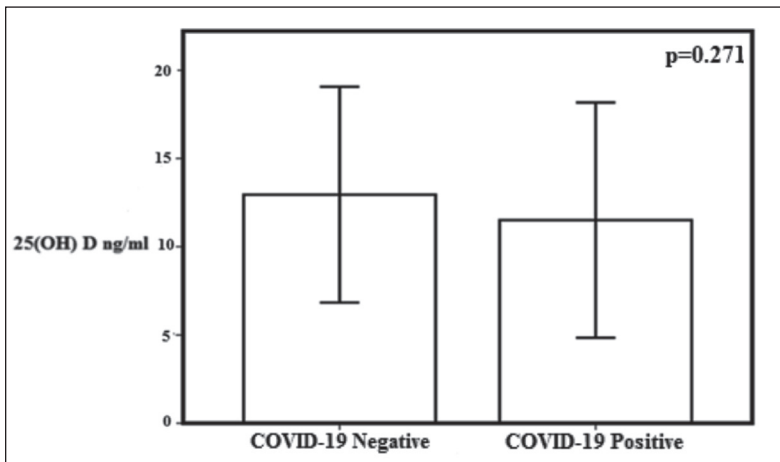 p=0.271
20
15
25(OH) D ng/ml
10
5
0
COVID-19 Negative
COVID-19 Positive